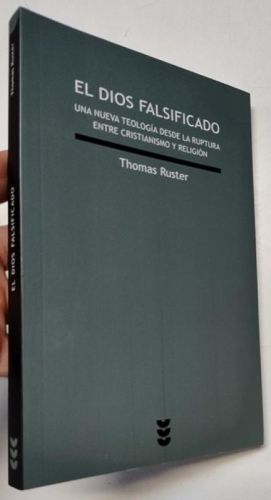 EL DIOS FALSIFICADO
UNA NUEVA TEOLOGÍA DESDE LA RUPTURA
ENTRE CRISTIANISMO Y RELIGIÓN
Thomas Ruster
Thomas Ruster
EL DIOS FALSIFICADO